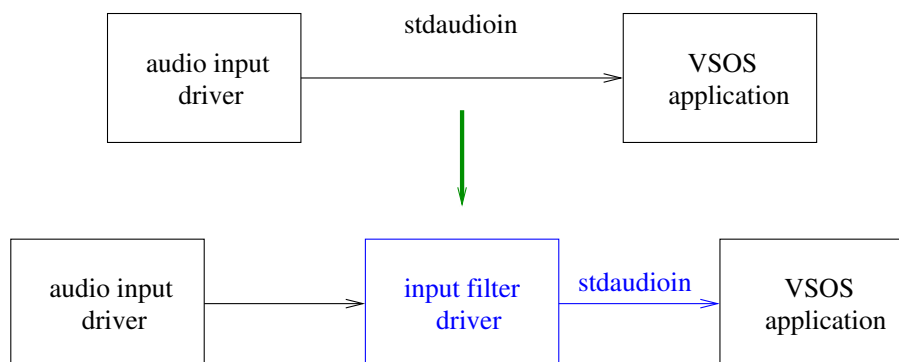 stdaudioin
audio input
driver
VSOS
application
audio input
driver
input filter
driver
stdaudioin
VSOS
application